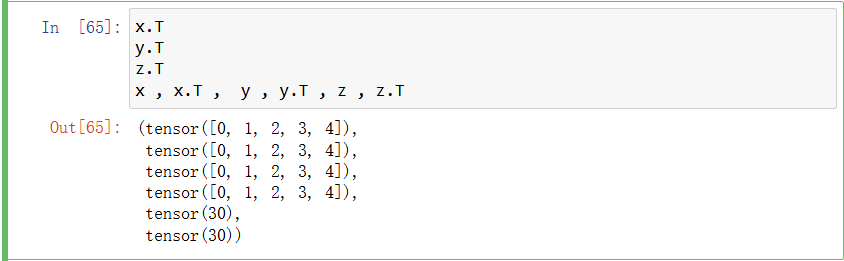 In [65]: x.T
y.T
z.T
x , x.T ,  y , y.T , z , z.T
Out[65]: (tensor([0, 1, 2, 3, 4]),
tensor([0, 1, 2, 3, 4]),
tensor([0, 1, 2, 3, 4]),
tensor([0, 1, 2, 3, 4]),
tensor(30),
tensor(30))